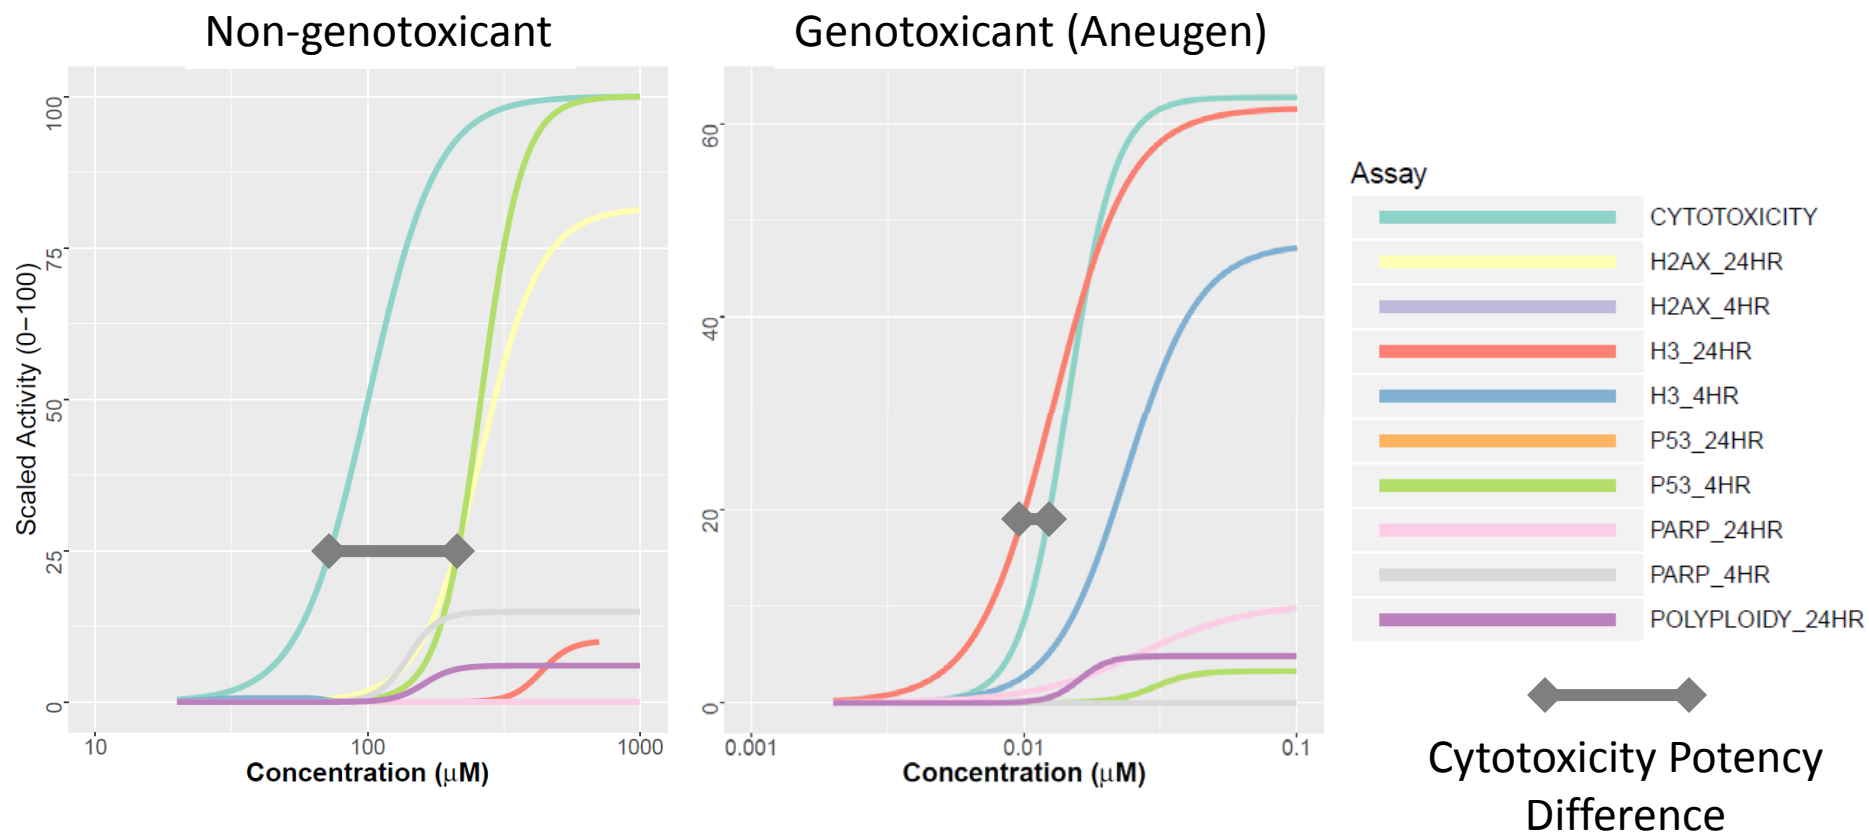 Non-genotoxicant
Genotoxicant (Aneugen)
Scaled Activity (0−100)
100
75
50
25
0
10
100
1000
Concentration (μM)
60
40
20
0
0.001
0.01
0.1
Concentration (μM)
Assay
CYTOTOXICITY
H2AX_24HR
H2AX_4HR
H3_24HR
H3_4HR
P53_24HR
P53_4HR
PARP_24HR
PARP_4HR
POLYPLOIDY_24HR
Cytotoxicity Potency
Difference